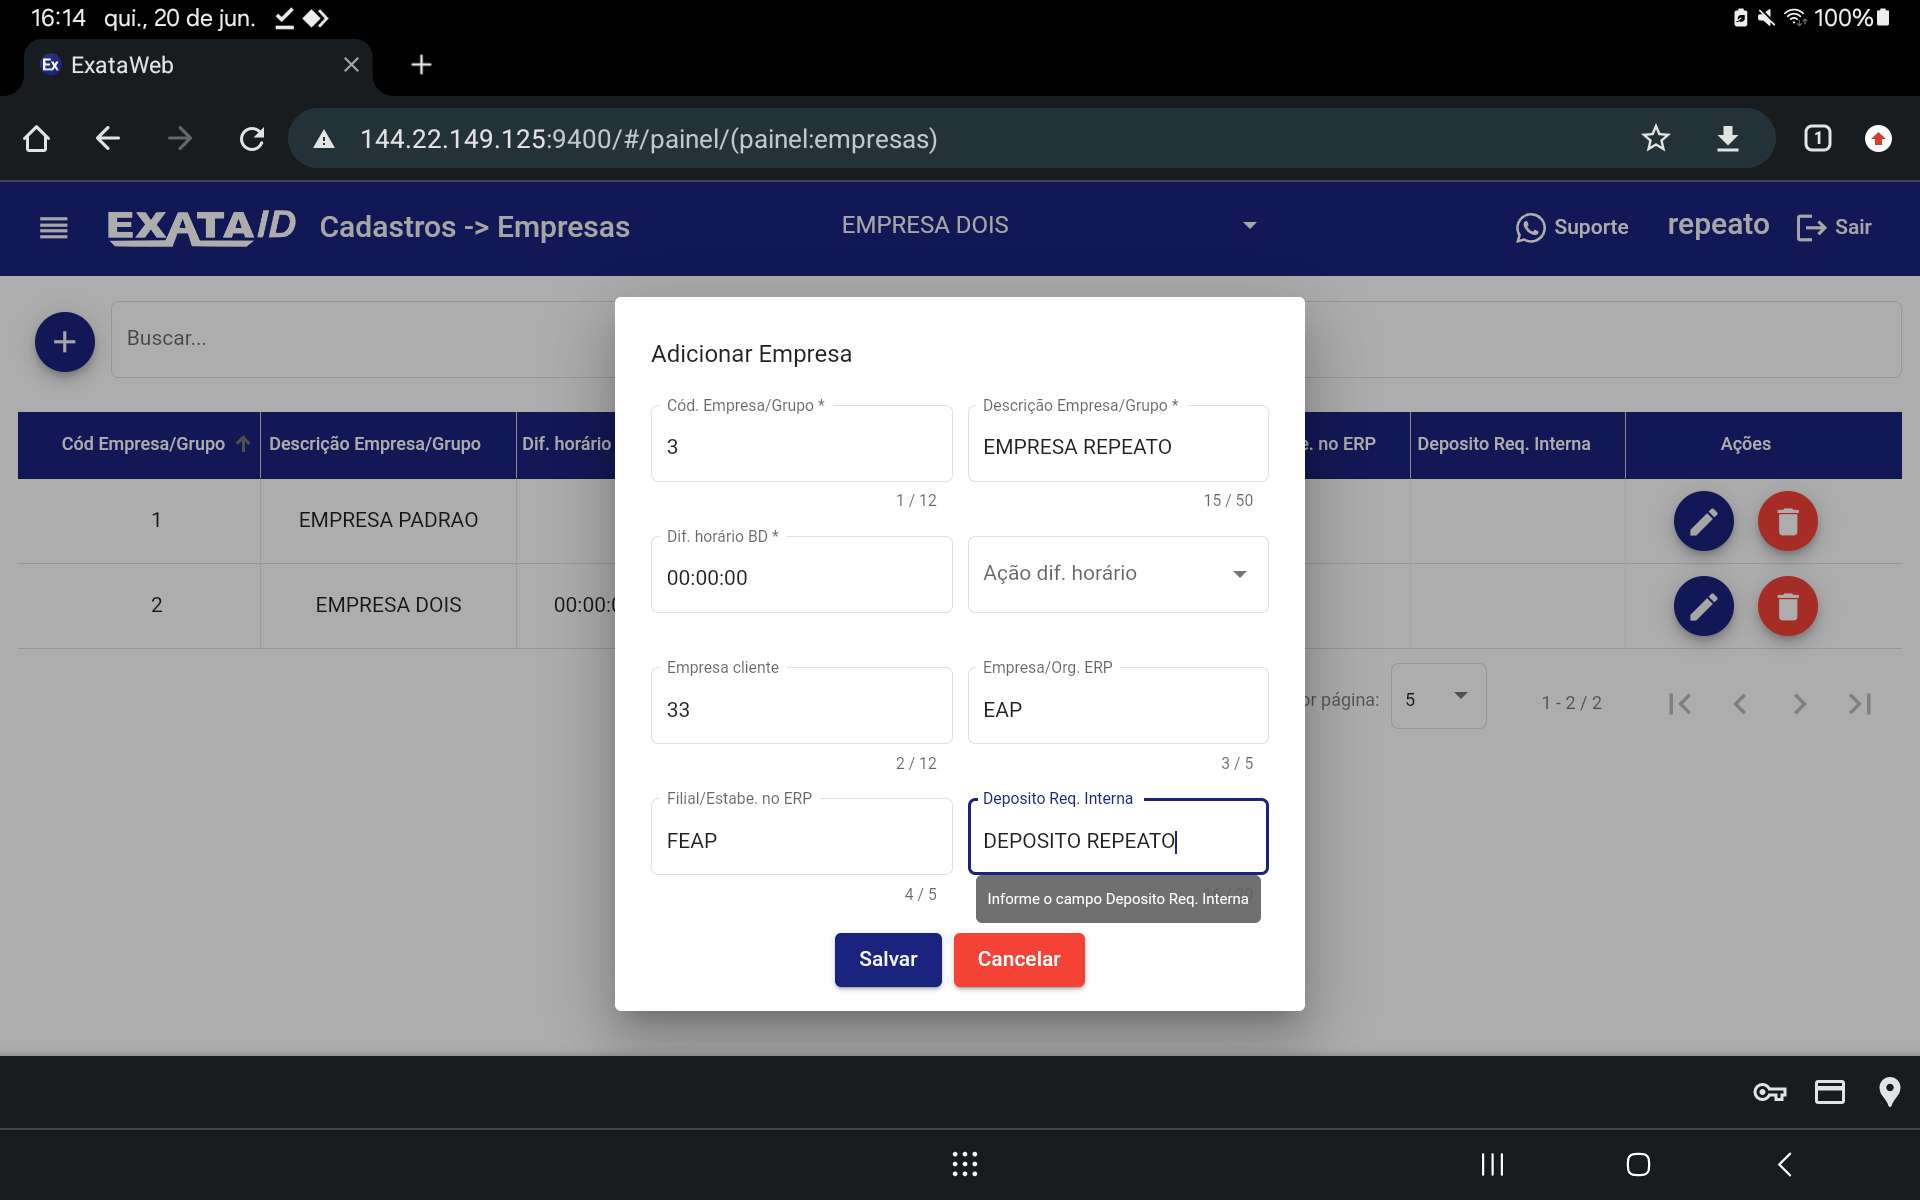 16:14 qui., 20 de jun. 100%
Ex ExataWeb
144.22.149.125:9400/#/painel/(painel:empresas) 1
EXATA/D Cadastros -> Empresas EMPRESA DOIS Suporte repeato Sair
Buscar...
Adicionar Empresa
Cód. Empresa/Grupo * Descrição Empresa/Grupo *
3 EMPRESA REPEATO
1 / 12 15 / 50
Dif. horário BD *
00:00:00 Ação dif. horário
Empresa cliente Empresa/Org. ERP
33 EAP
2 / 12 3 / 5
Filial/Estabe. no ERP Deposito Req. Interna
FEAP DEPOSITO REPEATO
4 / 5
Informe o campo Deposito Req. Interna
Salvar Cancelar
Cód Empresa/Grupo Descrição Empresa/Grupo Dif. horário . no ERP Deposito Req. Interna Ações
1 EMPRESA PADRAO
2 EMPRESA DOIS 00:00:
página: 5 1 - 2 / 2